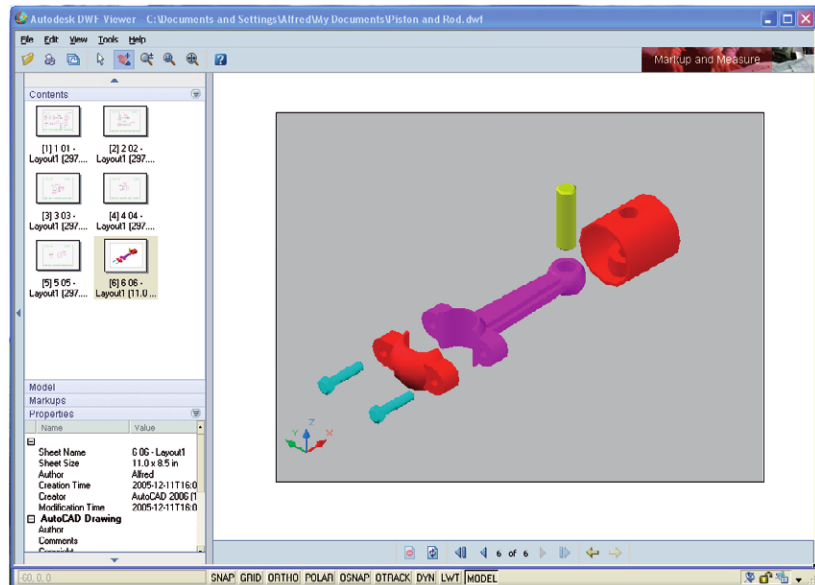 Autodesk DWF Viewer C:\Documents and Settings\Alfred\My Documents\Piston and Rod.dwf
File Edit View Tools Help
Markup and Measure
Contents
[1] 1 01 -
Layout1 (297....
[2] 2 02 -
Layout1 (297....
[3] 3 03 -
Layout1 (297....
[4] 4 04 -
Layout1 (297....
[5] 5 05 -
Layout1 (297....
[6] 6 06 -
Layout1 (11.0 ...
Model
Markups
Properties
Name Value
Sheet Name 6 06 - Layout1
Sheet Size 11.0 x 8.5 in
Author Alfred
Creation Time 2005-12-11T16:0
Creator AutoCAD 2006 (1
Modification Time 2005-12-11T16:0
AutoCAD Drawing
Author
Comments
Z
Y X
6 of 6
-60, 0, 0 SNAP GRID ORTHO POLAR OSNAP OTRACK DYN LWT MODEL